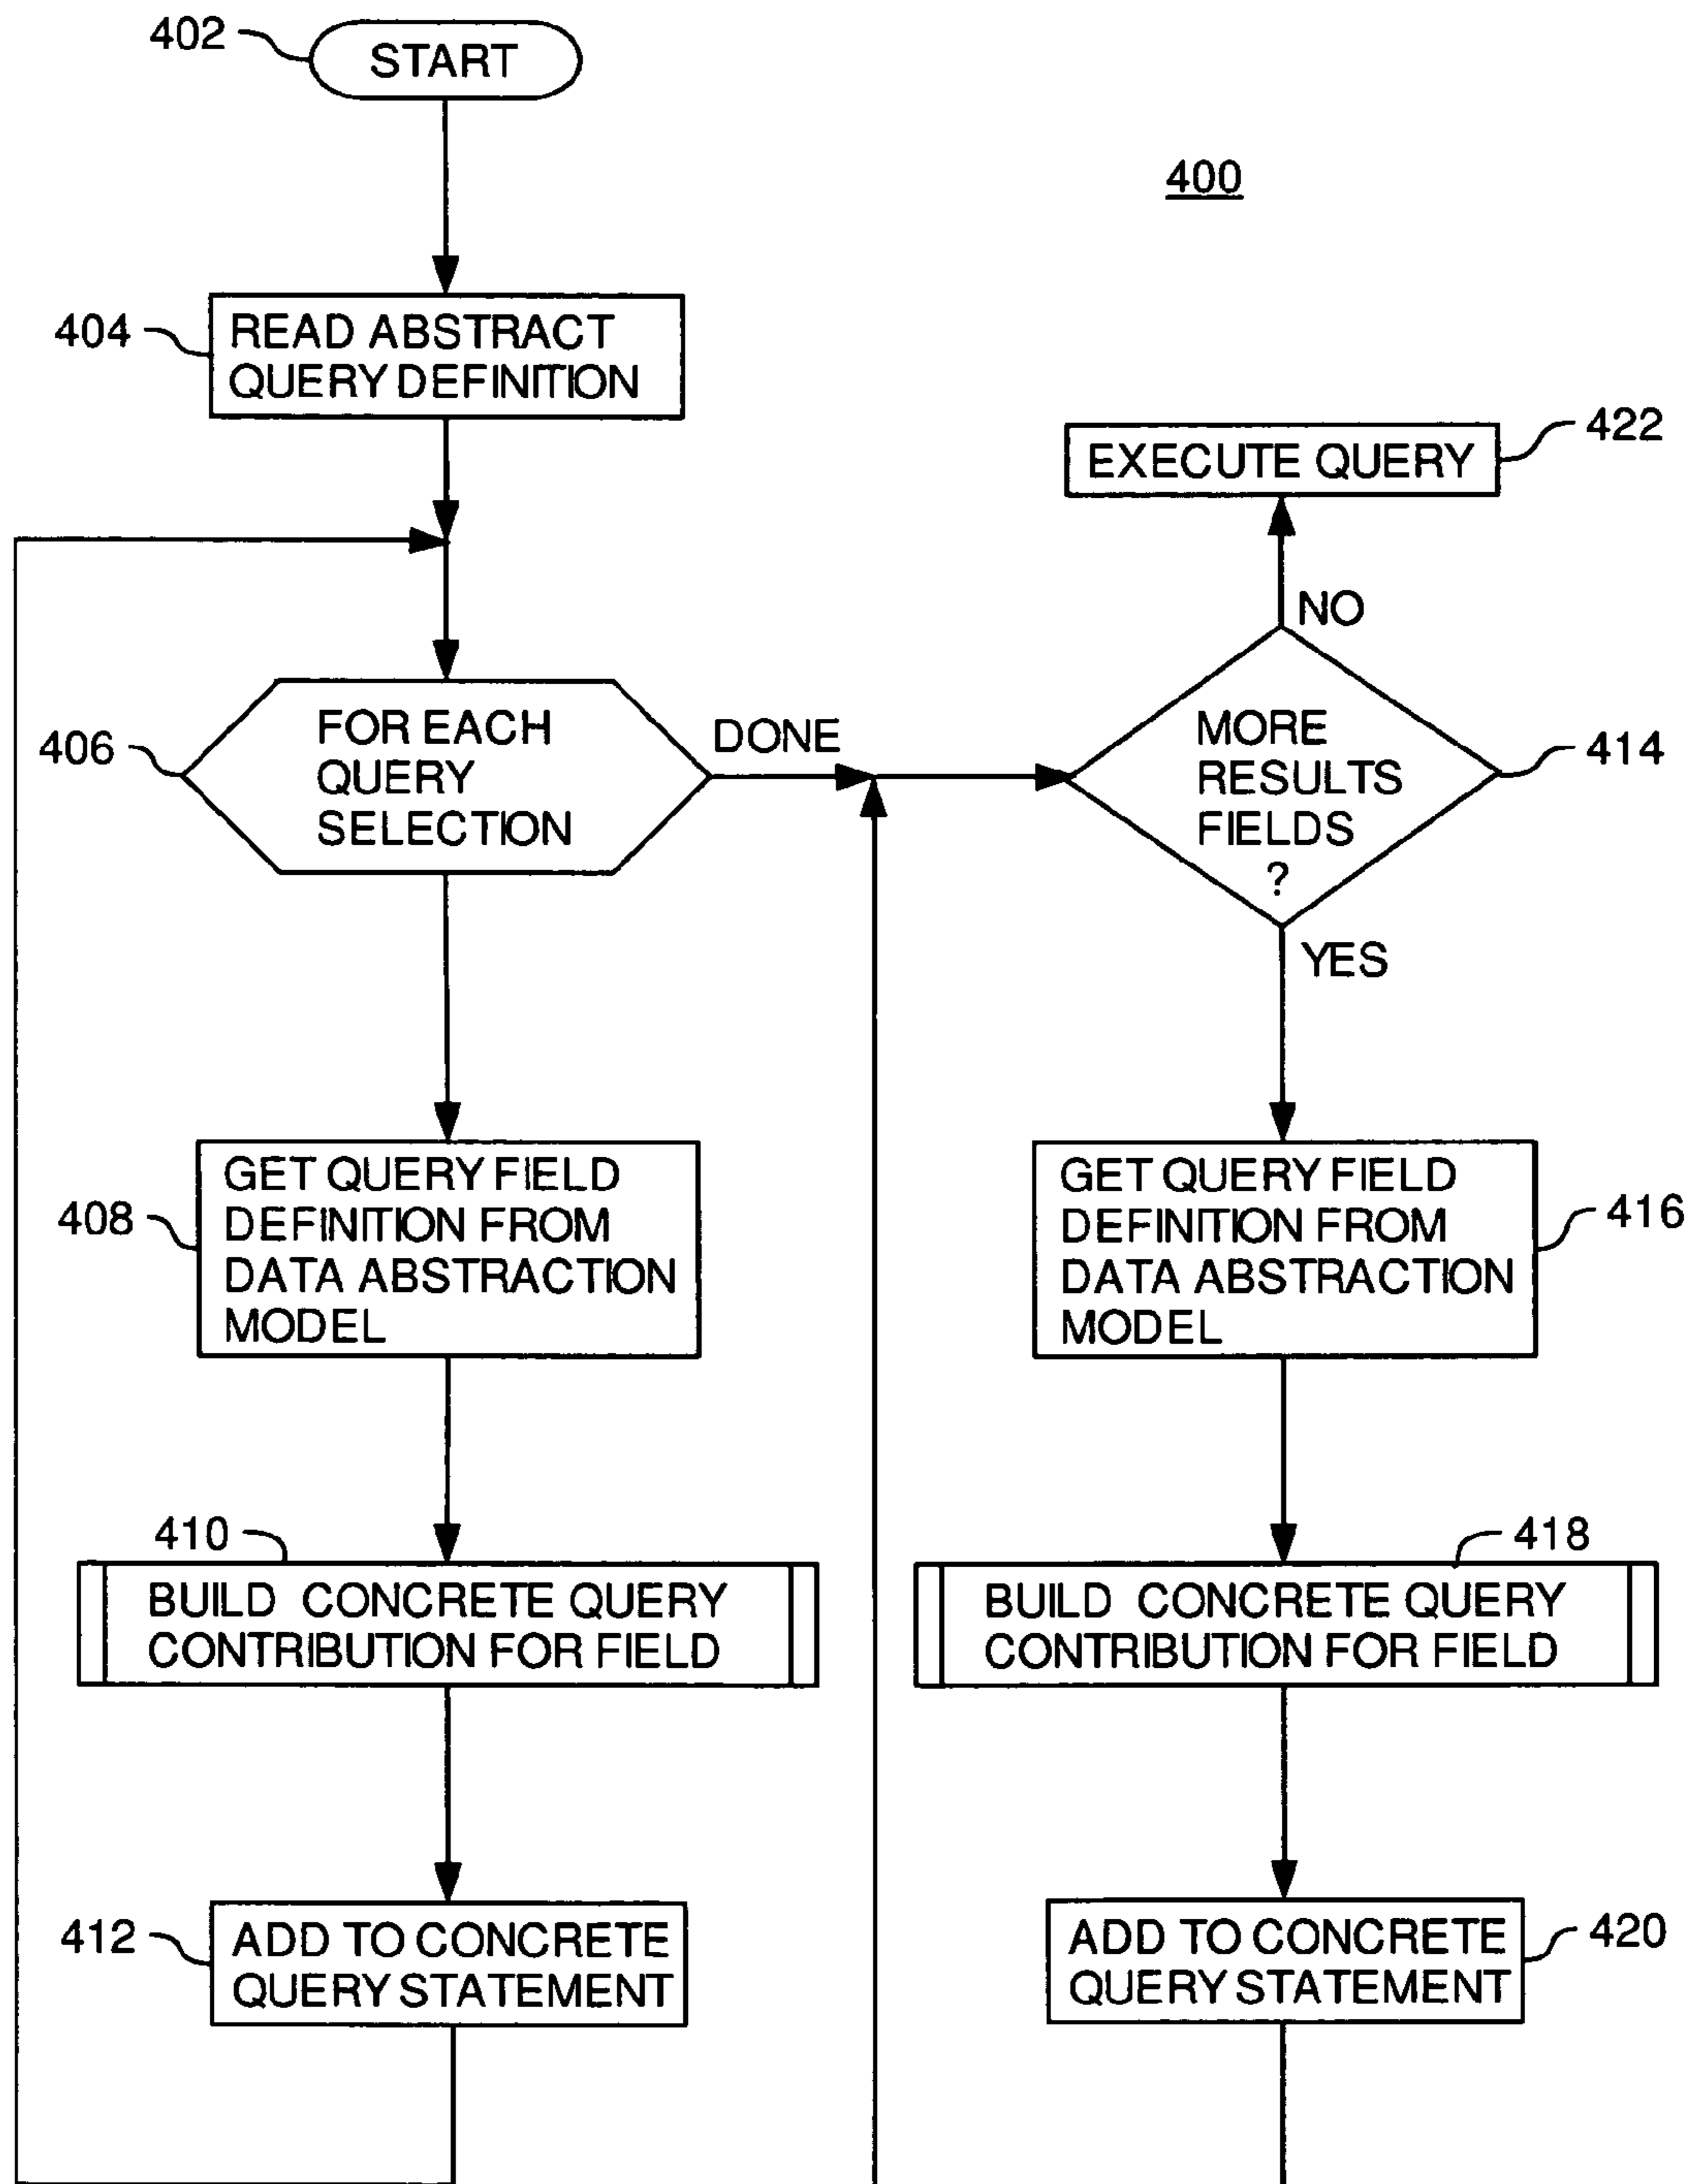 402
START
400
404
READ ABSTRACT
QUERY DEFINITION
422
EXECUTE QUERY
NO
406
FOR EACH
QUERY
SELECTION
DONE
414
MORE
RESULTS
FIELDS
?
YES
408
GET QUERY FIELD
DEFINITION FROM
DATA ABSTRACTION
MODEL
416
GET QUERY FIELD
DEFINITION FROM
DATA ABSTRACTION
MODEL
410
BUILD CONCRETE QUERY
CONTRIBUTION FOR FIELD
418
BUILD CONCRETE QUERY
CONTRIBUTION FOR FIELD
412
ADD TO CONCRETE
QUERY STATEMENT
420
ADD TO CONCRETE
QUERY STATEMENT